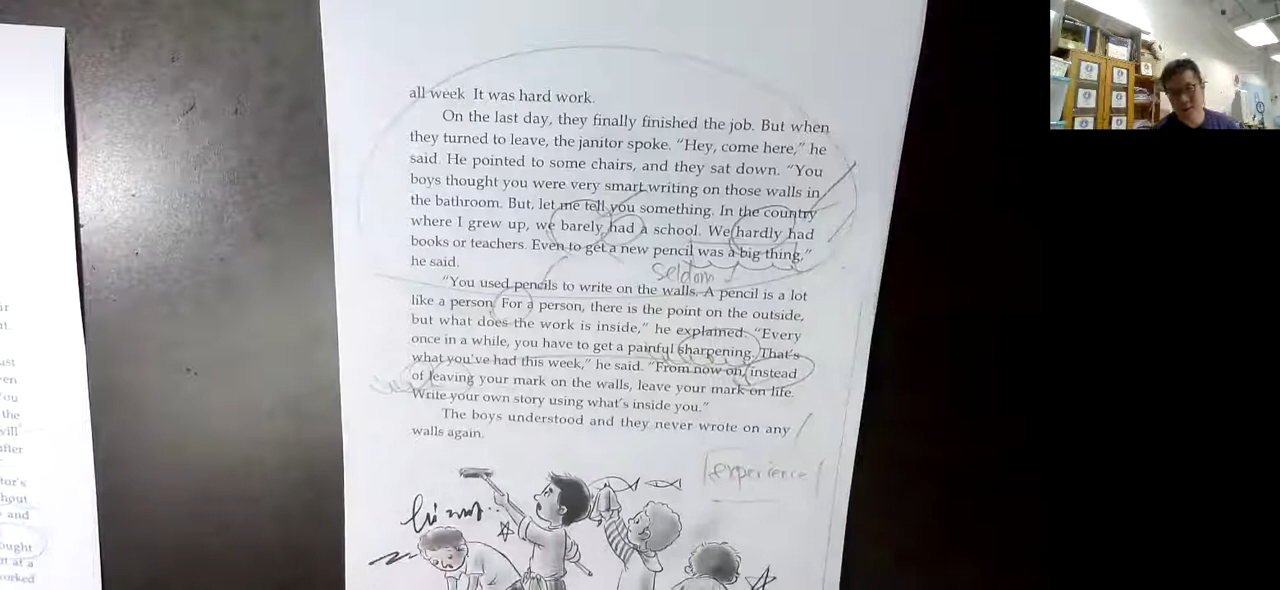 all week It was hard work.
On the last day, they finally finished the job. But when
they turned to leave, the janitor spoke. "Hey, come here," he
said. He pointed to some chairs, and they sat down. "You
boys thought you were very smart writing on those walls in
the bathroom. But, let me tell you something. In the country
where I grew up, we barely had a school. We hardly had
books or teachers. Even to get a new pencil was a big thing,"
he said.
seldom
"You used pencils to write on the walls. A pencil is a lot
like a person. For a person, there is the point on the outside,
but what does the work is inside," he explained. "Every
once in a while, you have to get a painful sharpening. That's
what you've had this week," he said. "From now on, instead
of leaving your mark on the walls, leave your mark on life.
Write your own story using what's inside you."
The boys understood and they never wrote on any
walls again.
experience
the
after
and
ought